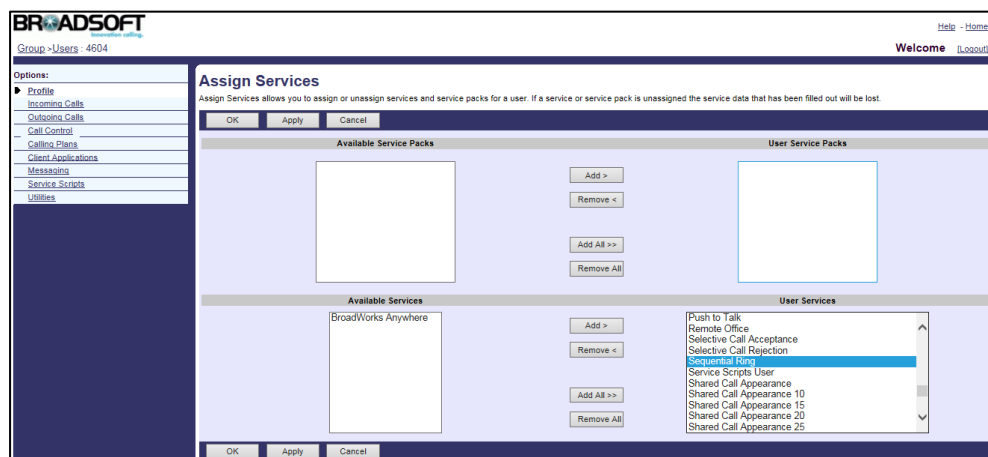 BROADSOFT
innovation calling.
Help - Home
Group >Users : 4604
Welcome [Logout]
Options:
Profile
Incoming Calls
Outgoing Calls
Call Control
Calling Plans
Client Applications
Messaging
Service Scripts
Utilities
Assign Services
Assign Services allows you to assign or unassign services and service packs for a user. If a service or service pack is unassigned the service data that has been filled out will be lost.
OK Apply Cancel
Available Service Packs User Service Packs
Add >
Remove <
Add All >>
Remove All
Available Services User Services
BroadWorks Anywhere
Add >
Remove <
Add All >>
Remove All
Push to Talk
Remote Office
Selective Call Acceptance
Selective Call Rejection
Sequential Ring
Service Scripts User
Shared Call Appearance
Shared Call Appearance 10
Shared Call Appearance 15
Shared Call Appearance 20
Shared Call Appearance 25
OK Apply Cancel